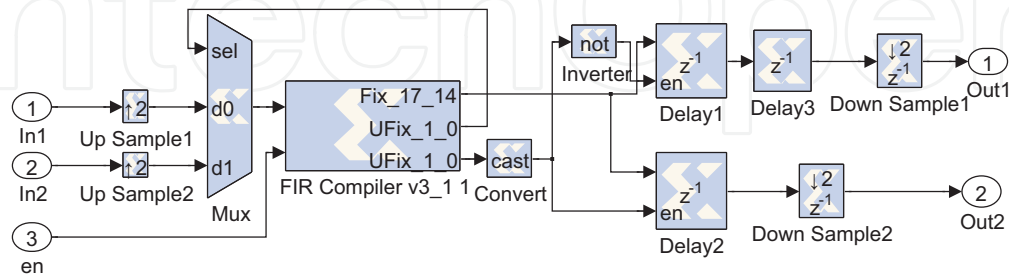 sel
d0
d1
Mux
1
In1
2
In2
3
en
↑2
Up Sample1
↑2
Up Sample2
Fix_17_14
UFix_1_0
UFix_1_0
FIR Compiler v3_1 1
cast
Convert
not
Inverter
z-1
en
Delay1
z-1
Delay3
↓2
z-1
Down Sample1
1
Out1
z-1
en
Delay2
↓2
z-1
Down Sample2
2
Out2